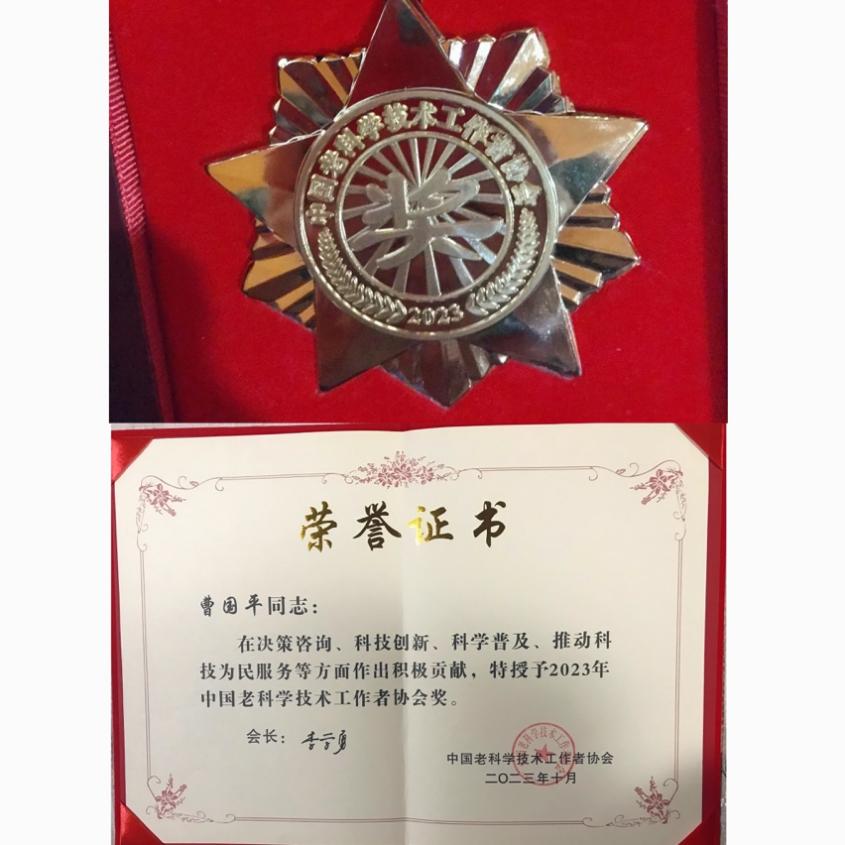 中国老科学技术工作者协会
奖
2023
荣誉证书
曹国平同志：
在决策咨询、科技创新、科学普及、推动科
技为民服务等方面作出积极贡献，特授予2023年
中国老科学技术工作者协会奖。
会长：李学勇
中国老科学技术工作者协会
二〇二三年十月